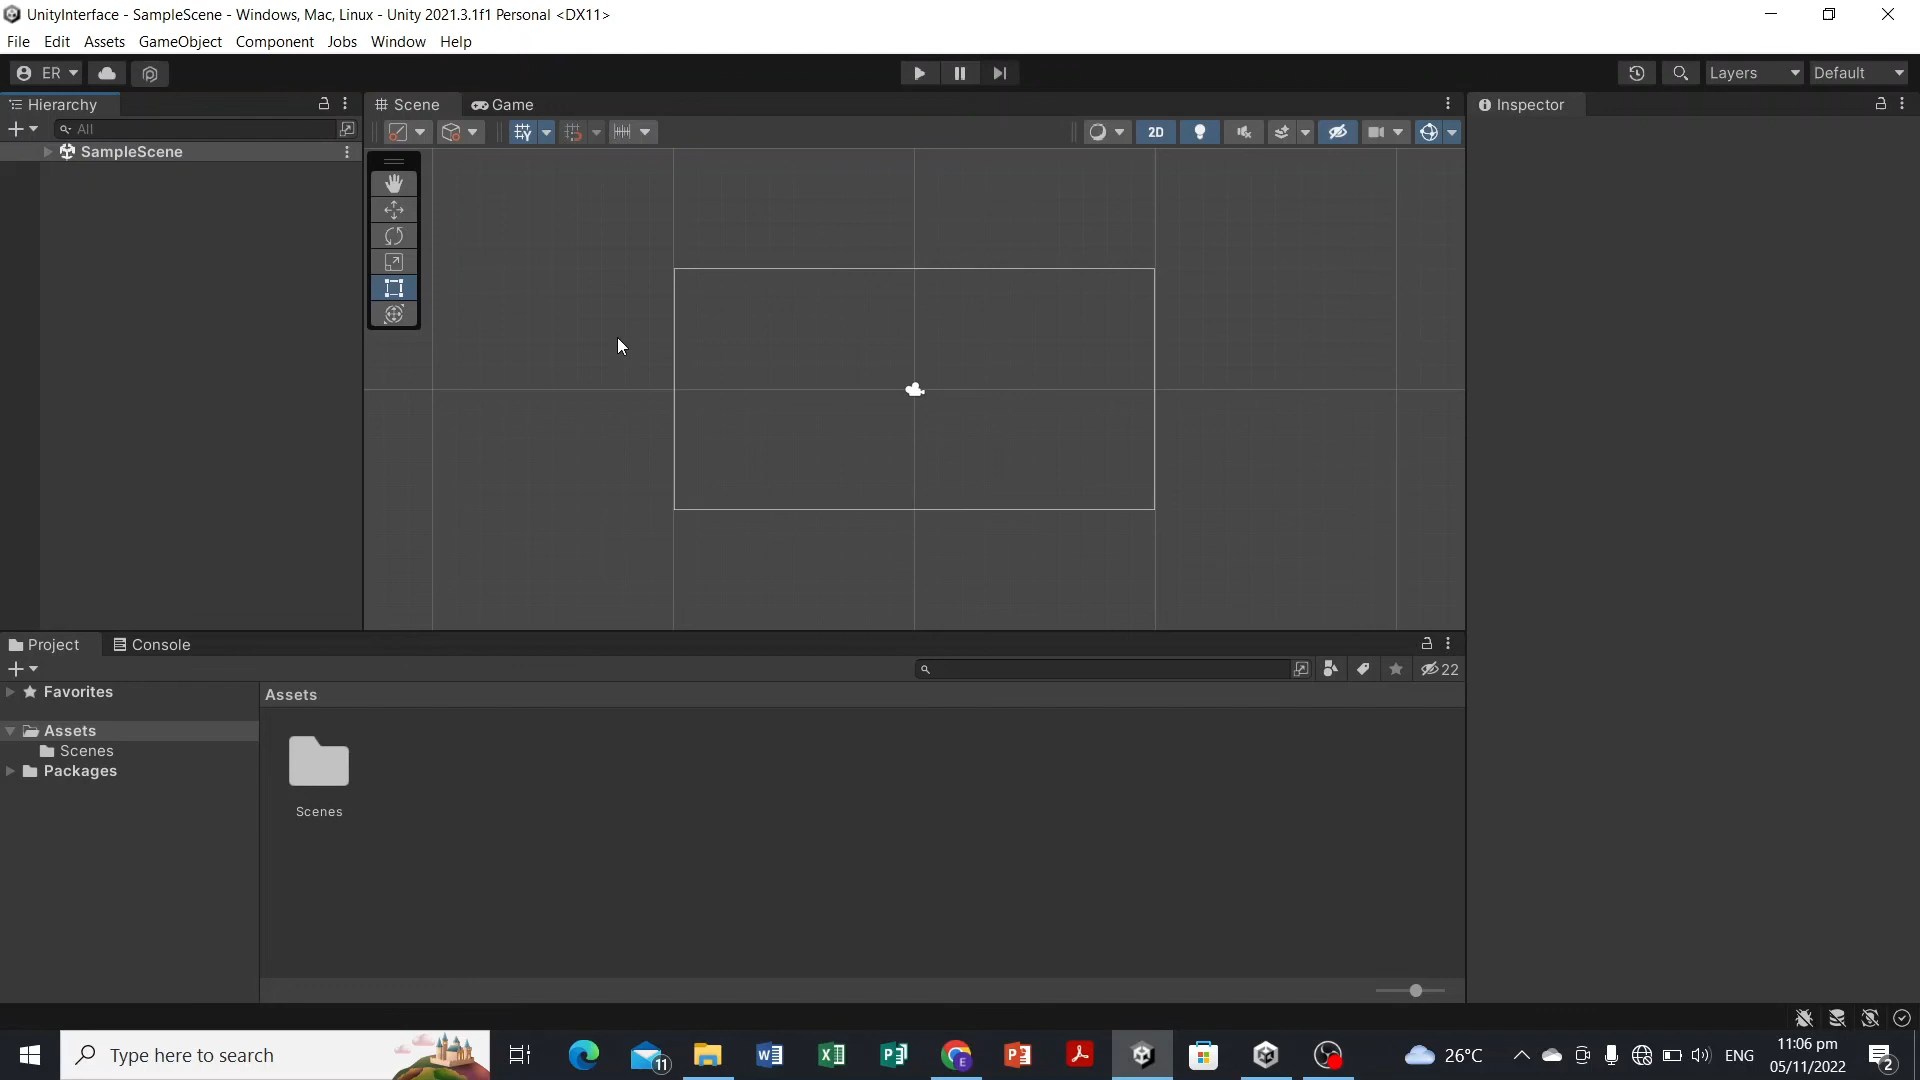 UnityInterface - SampleScene - Windows, Mac, Linux - Unity 2021.3.1f1 Personal <DX11>
File Edit Assets GameObject Component Jobs Window Help
ER
Layers
Default
Hierarchy
Scene
Game
Inspector
All
2D
SampleScene
Project
Console
22
Favorites
Assets
Assets
Scenes
Packages
Scenes
Type here to search
11
26°C
ENG
11:06 pm
05/11/2022
2